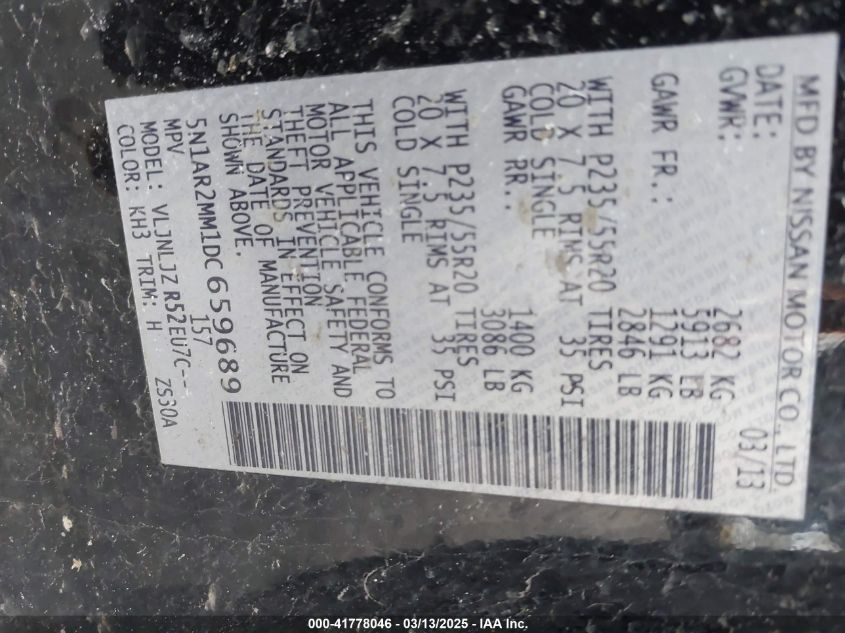 MFD BY NISSAN MOTOR CO., LTD.
DATE: 03/13
GVWR: 2682 KG
5913 LB
GAWR FR.: 1291 KG
2846 LB
WITH P235/55R20 TIRES
20 X 7.5 RIMS AT 35 PSI
COLD SINGLE
GAWR RR.: 1400 KG
3086 LB
WITH P235/55R20 TIRES
20 X 7.5 RIMS AT 35 PSI
COLD SINGLE
THIS VEHICLE CONFORMS TO
ALL APPLICABLE FEDERAL
MOTOR VEHICLE SAFETY AND
THEFT PREVENTION
STANDARDS IN EFFECT ON
THE DATE OF MANUFACTURE
SHOWN ABOVE.
5N1AR2MM1DC659689
MPV 157
MODEL: VLJNLJZ R52EU7C--
COLOR: KH3 TRIM: H ZS30A
000-41778046 - 03/13/2025 - IAA Inc.